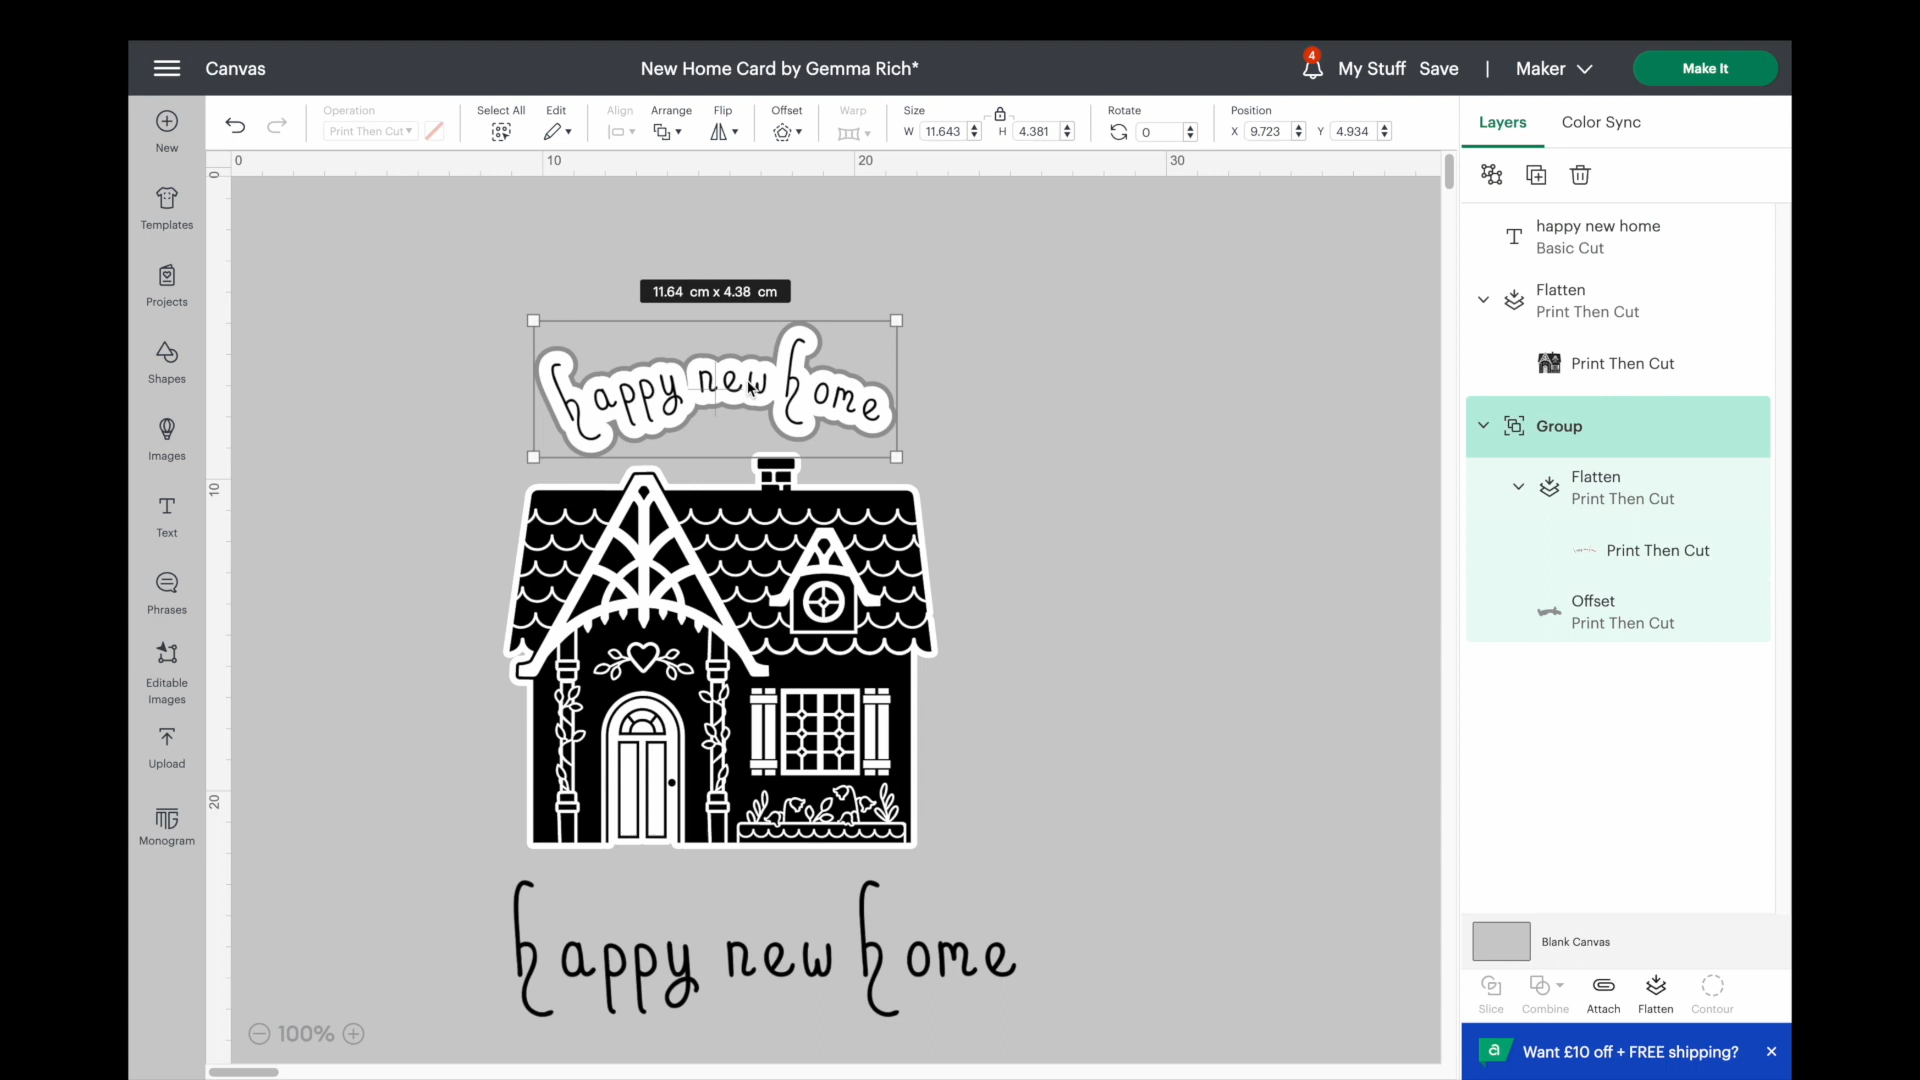 Canvas
New Home Card by Gemma Rich*
4
My Stuff Save | Maker
Make It
Operation
Print Then Cut
Select All
Edit
Align
Arrange
Flip
Offset
Warp
Size
W 11.643
H 4.381
Rotate
0
Position
X 9.723
Y 4.934
Layers
Color Sync
New
Templates
Projects
Shapes
Images
Text
Phrases
Editable
Images
Upload
Monogram
0
10
20
30
0
10
20
11.64 cm x 4.38 cm
happy new home
happy new home
100%
happy new home
Basic Cut
Flatten
Print Then Cut
Print Then Cut
Group
Flatten
Print Then Cut
Print Then Cut
Offset
Print Then Cut
Blank Canvas
Slice
Combine
Attach
Flatten
Contour
a
Want £10 off + FREE shipping?